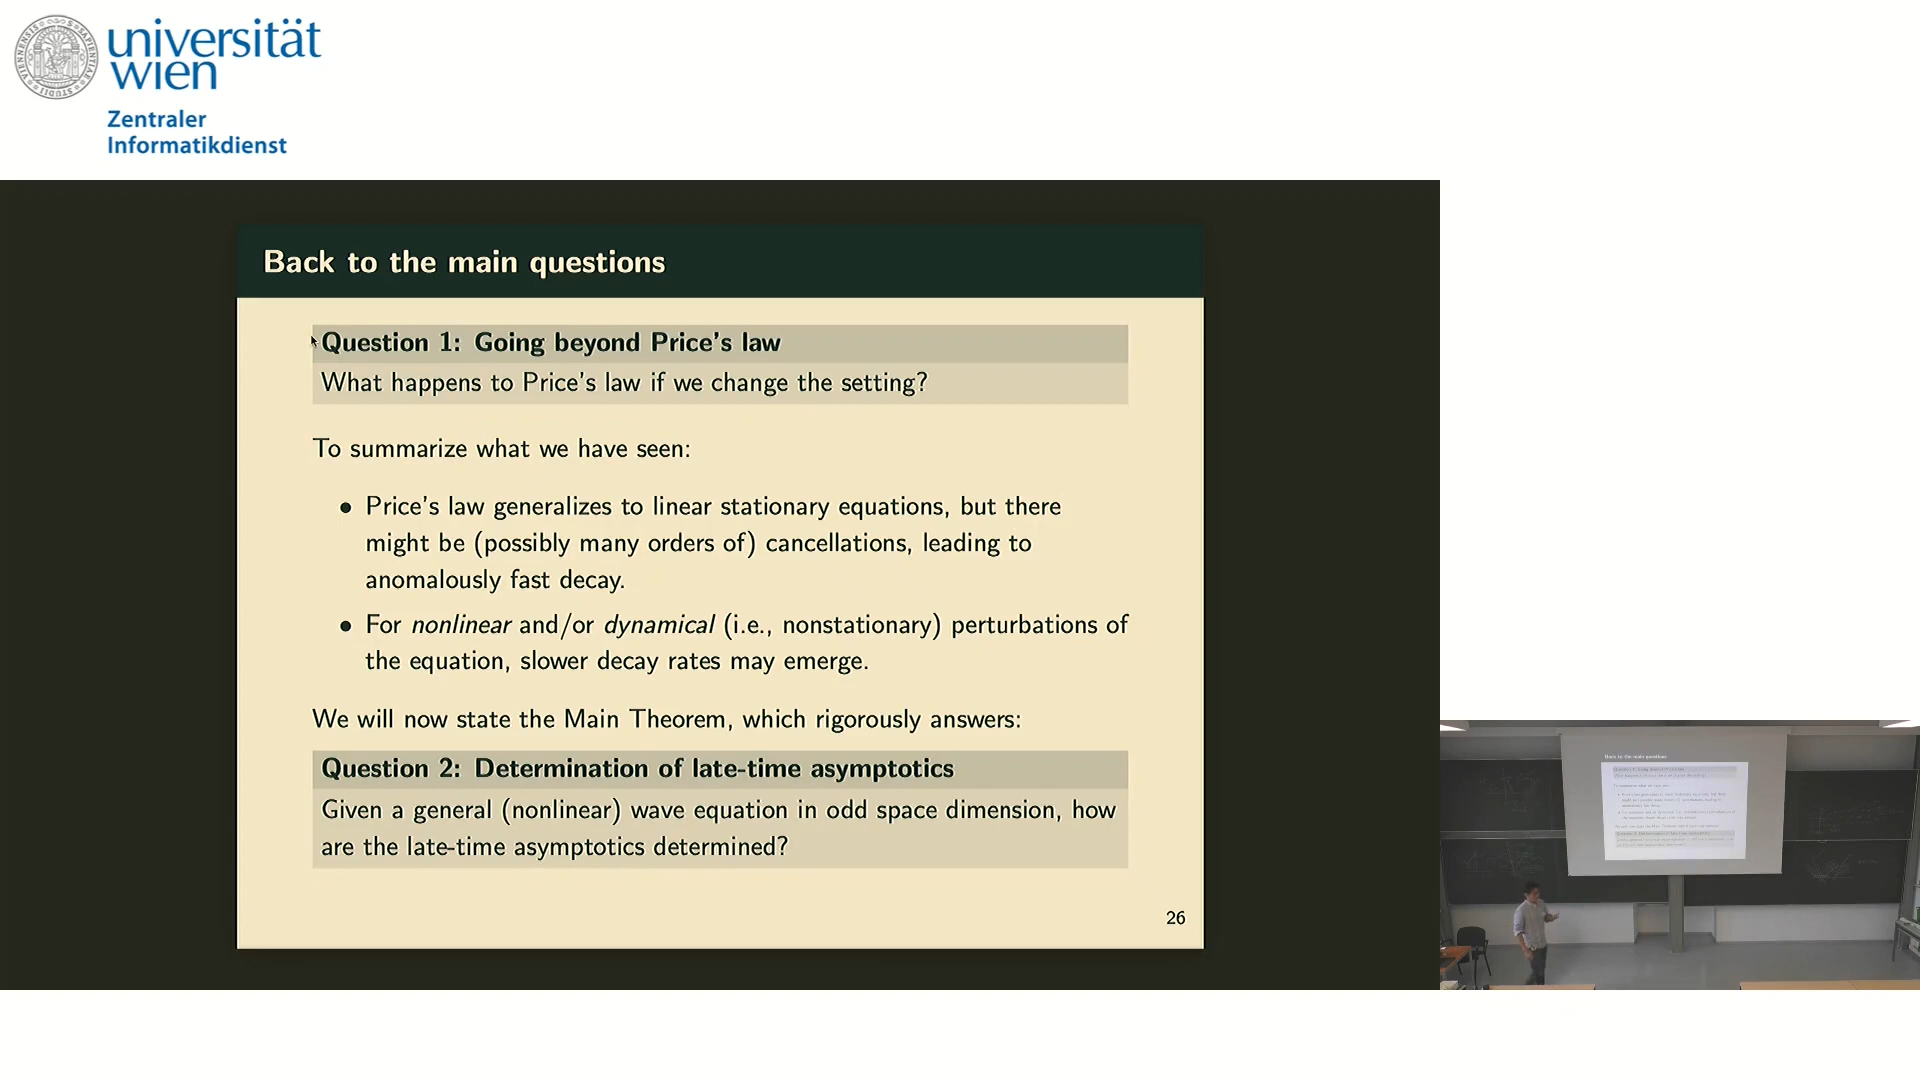 universität
wien
Zentraler
Informatikdienst
Back to the main questions
Question 1: Going beyond Price's law
What happens to Price's law if we change the setting?
To summarize what we have seen:
• Price's law generalizes to linear stationary equations, but there
might be (possibly many orders of) cancellations, leading to
anomalously fast decay.
• For nonlinear and/or dynamical (i.e., nonstationary) perturbations of
the equation, slower decay rates may emerge.
We will now state the Main Theorem, which rigorously answers:
Question 2: Determination of late-time asymptotics
Given a general (nonlinear) wave equation in odd space dimension, how
are the late-time asymptotics determined?
26
Back to the main questions